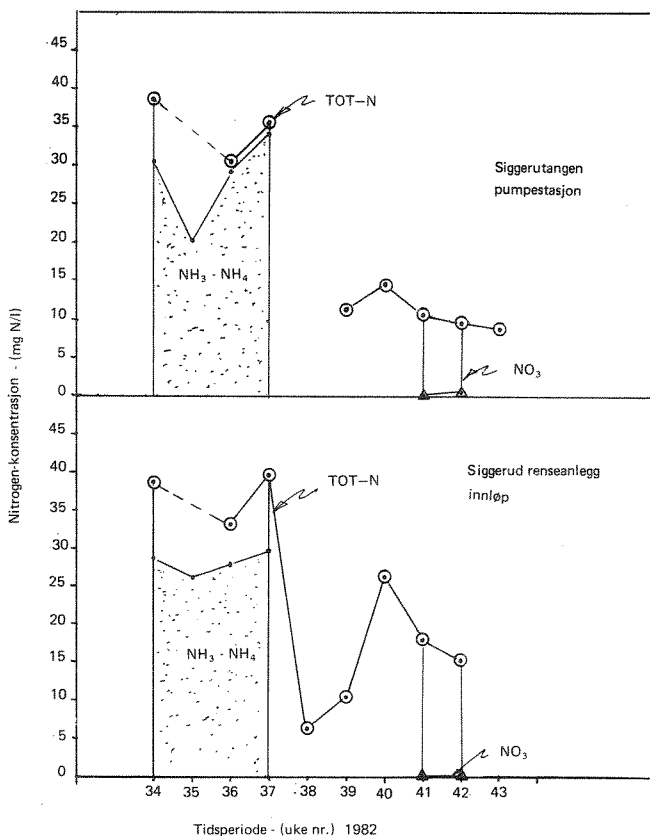 45
40
35
30
25
20
15
10
5
0
TOT-N
Siggerutangen
pumpestasjon
NH₃ - NH₄
NO₃
Nitrogen-konsentrasjon - (mg N/l)
45
40
35
30
25
20
15
10
5
0
TOT-N
Siggerud renseanlegg
innløp
NH₃ - NH₄
NO₃
34 35 36 37 38 39 40 41 42 43
Tidsperiode - (uke nr.) 1982